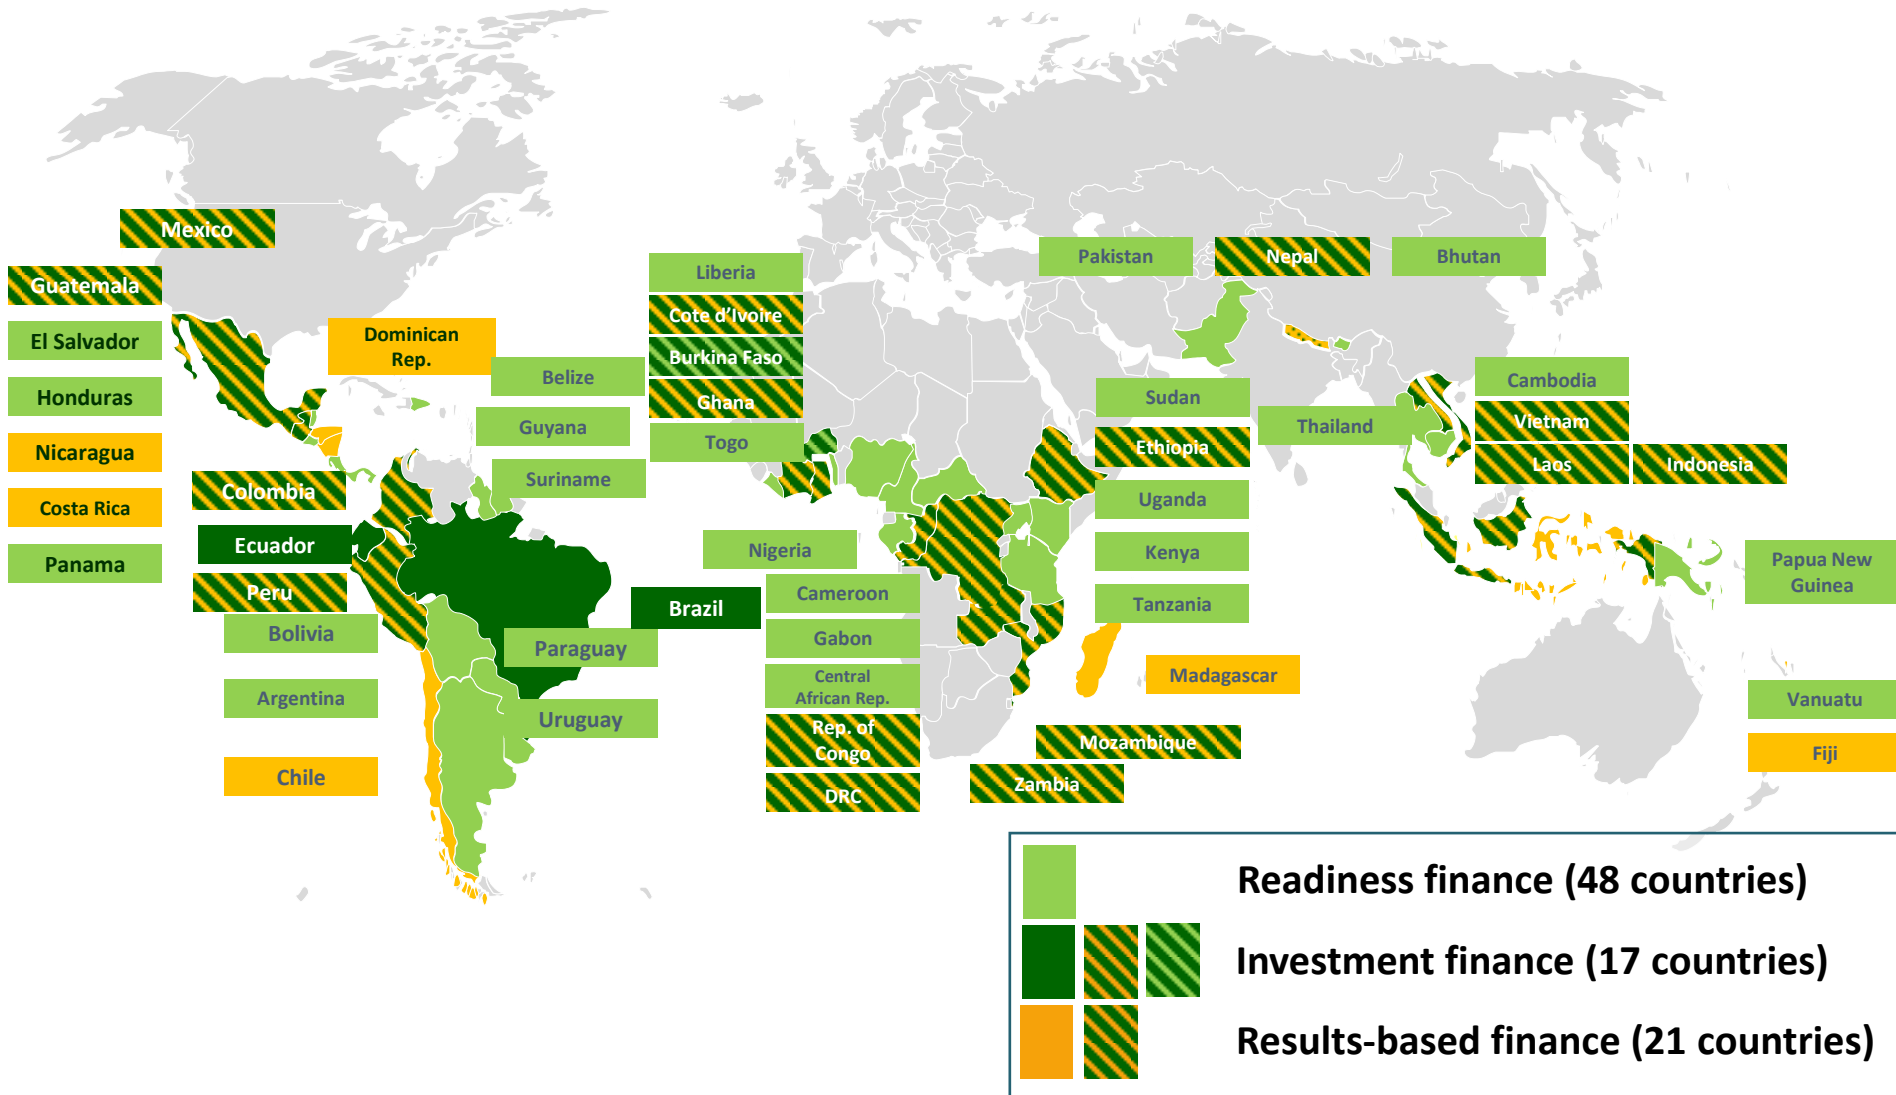 Mexico
Guatemala
El Salvador
Honduras
Nicaragua
Costa Rica
Panama
Dominican
Rep.
Colombia
Ecuador
Peru
Bolivia
Argentina
Chile
Belize
Guyana
Suriname
Paraguay
Uruguay
Brazil
Liberia
Cote d'Ivoire
Burkina Faso
Ghana
Togo
Nigeria
Cameroon
Gabon
Central
African Rep.
Rep. of
Congo
DRC
Pakistan
Nepal
Bhutan
Sudan
Ethiopia
Uganda
Kenya
Tanzania
Madagascar
Mozambique
Zambia
Thailand
Cambodia
Vietnam
Laos
Indonesia
Papua New
Guinea
Vanuatu
Fiji
Readiness finance (48 countries)
Investment finance (17 countries)
Results-based finance (21 countries)